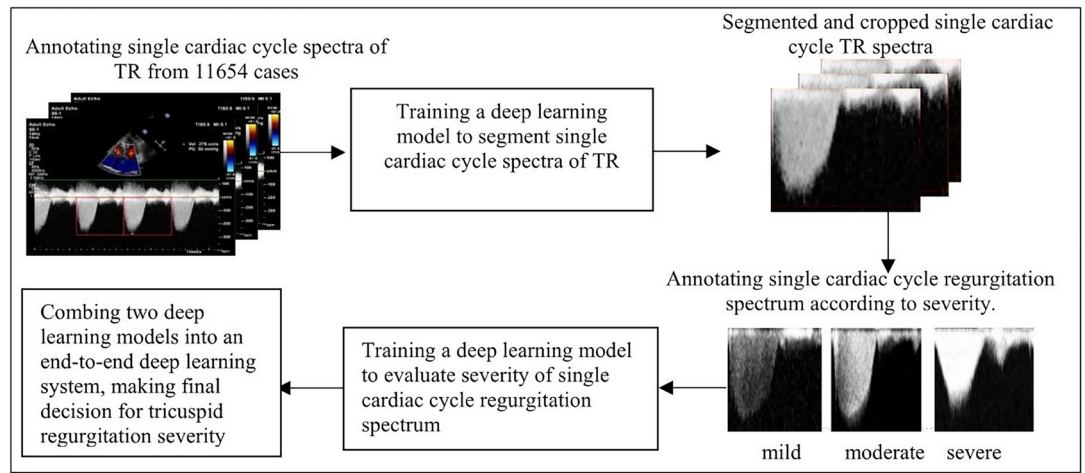 Annotating single cardiac cycle spectra of
TR from 11654 cases
Adult Echo
Adult Echo
Adult Echo
Training a deep learning
model to segment single
cardiac cycle spectra of TR
Segmented and cropped single cardiac
cycle TR spectra
Annotating single cardiac cycle regurgitation
spectrum according to severity.
mild
moderate
severe
Training a deep learning model
to evaluate severity of single
cardiac cycle regurgitation
spectrum
Combing two deep
learning models into an
end-to-end deep learning
system, making final
decision for tricuspid
regurgitation severity